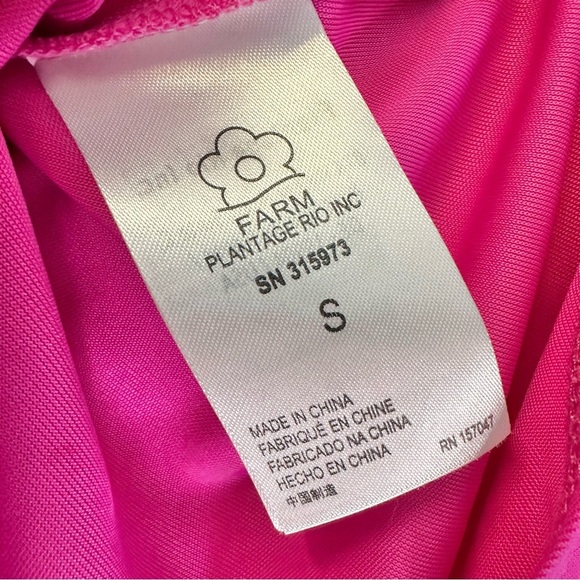 FARM
PLANTAGE RIO INC
SN 315973
S
MADE IN CHINA
FABRIQUÉ EN CHINE
FABRICADO NA CHINA
HECHO EN CHINA
中国制造
RN 157047